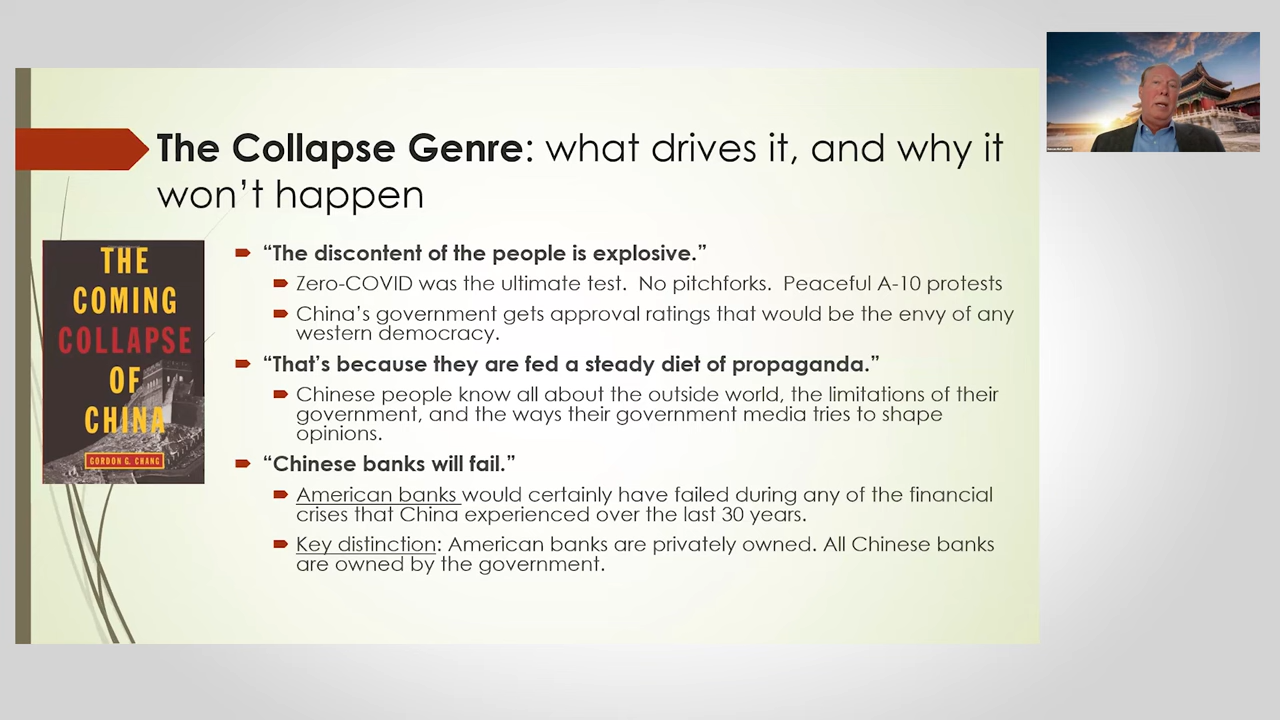 The Collapse Genre: what drives it, and why it
won’t happen
THE
COMING
COLLAPSE
OF
CHINA
GORDON G. CHANG
“The discontent of the people is explosive.”
Zero-COVID was the ultimate test. No pitchforks. Peaceful A-10 protests
China’s government gets approval ratings that would be the envy of any
western democracy.
“That’s because they are fed a steady diet of propaganda.”
Chinese people know all about the outside world, the limitations of their
government, and the ways their government media tries to shape
opinions.
“Chinese banks will fail.”
American banks would certainly have failed during any of the financial
crises that China experienced over the last 30 years.
Key distinction: American banks are privately owned. All Chinese banks
are owned by the government.